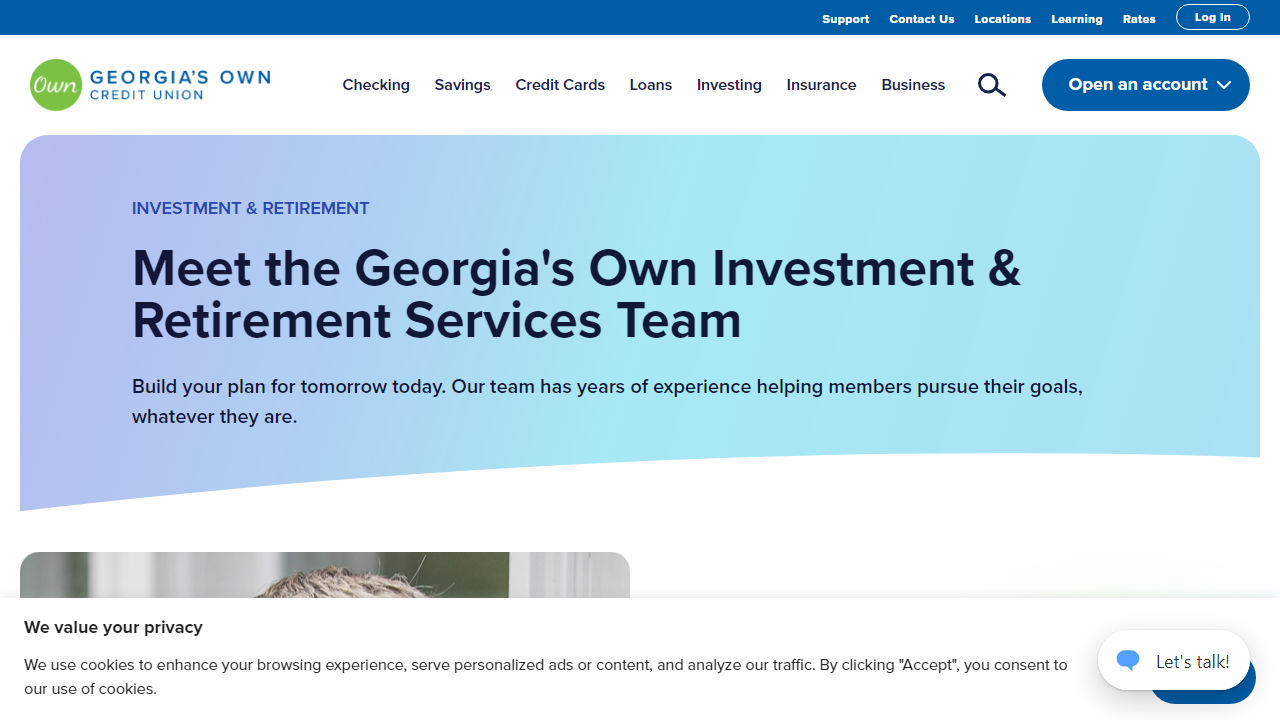 Support Contact Us Locations Learning Rates Log In
Own GEORGIA'S OWN
CREDIT UNION
Checking Savings Credit Cards Loans Investing Insurance Business Open an account
INVESTMENT & RETIREMENT
Meet the Georgia's Own Investment &
Retirement Services Team
Build your plan for tomorrow today. Our team has years of experience helping members pursue their goals,
whatever they are.
We value your privacy
We use cookies to enhance your browsing experience, serve personalized ads or content, and analyze our traffic. By clicking "Accept", you consent to
our use of cookies.
Let's talk!